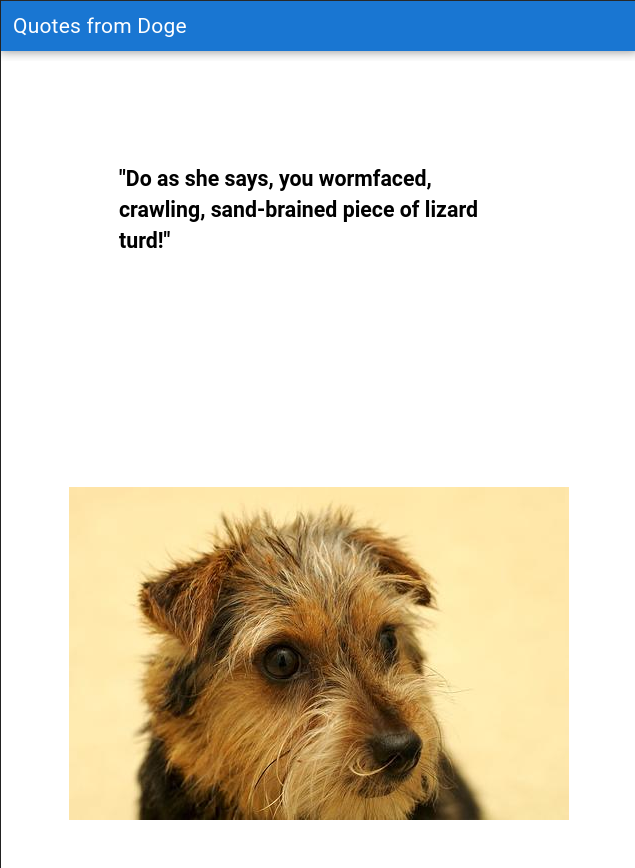 Quotes from Doge
"Do as she says, you wormfaced,
crawling, sand-brained piece of lizard
turd!"